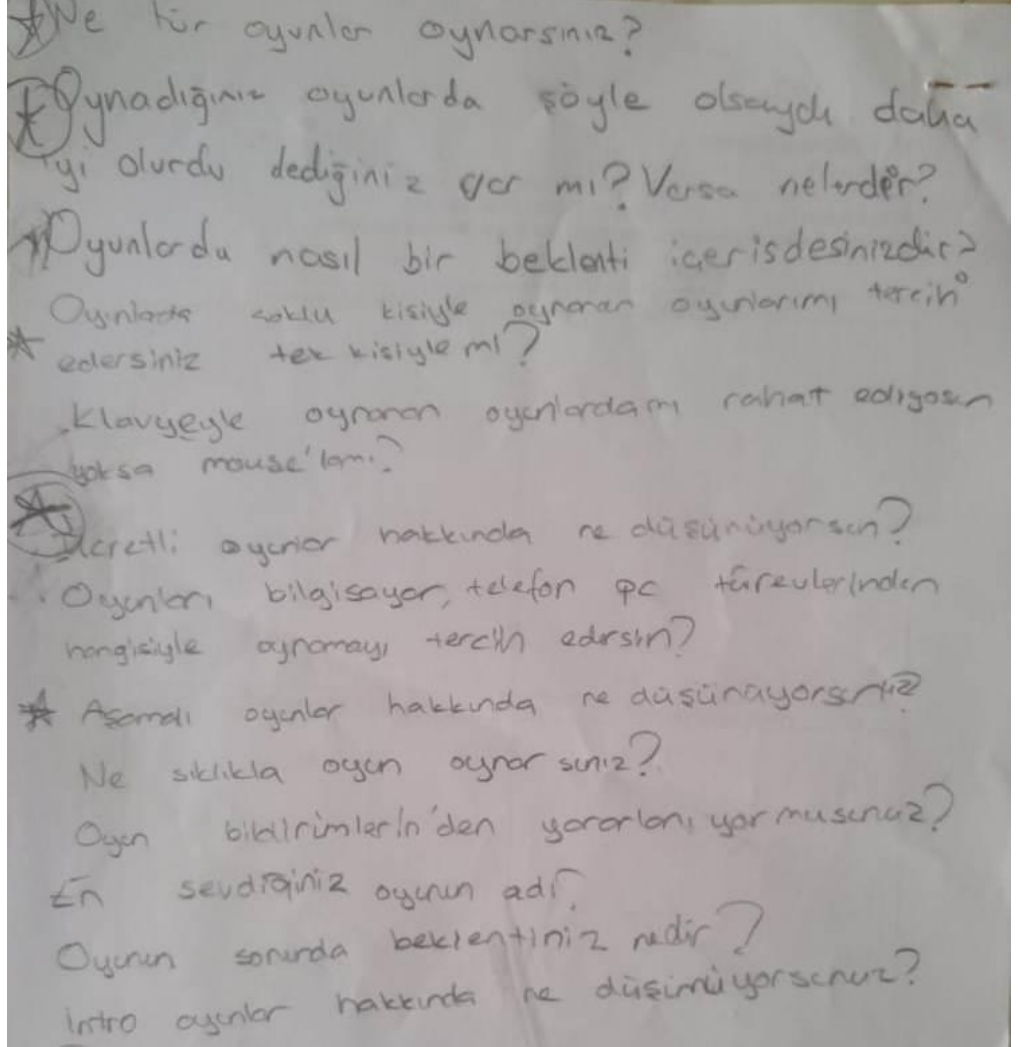 Ne tür oyunlar oynarsınız?
Oynadığınız oyunlarda şöyle olsaydı daha
iyi olurdu dediğiniz var mı? Varsa nelerdir?
Oyunlarda nasıl bir beklenti içerisdesinizdir?
Oyunlarda çoklu kişiyle oynanan oyunlarımı tercih
edersiniz tek kişiyle mi?
Klavyeyle oynanan oyunlardamı rahat ediyosun
yoksa mouse'lamı?
Ücretli oyunlar hakkında ne düşünüyorsun?
Oyunları bilgisayar, telefon pc türevlerinden
hangisiyle oynamayı tercih edersin?
Aşamalı oyunlar hakkında ne düşünüyorsunuz?
Ne sıklıkla oyun oynarsınız?
Oyun bildirimlerin'den yararlanıyormusunuz?
En sevdiğiniz oyunun adı?
Oyunun sonunda beklentiniz nedir?
intro oyunlar hakkında ne düşünüyorsunuz?